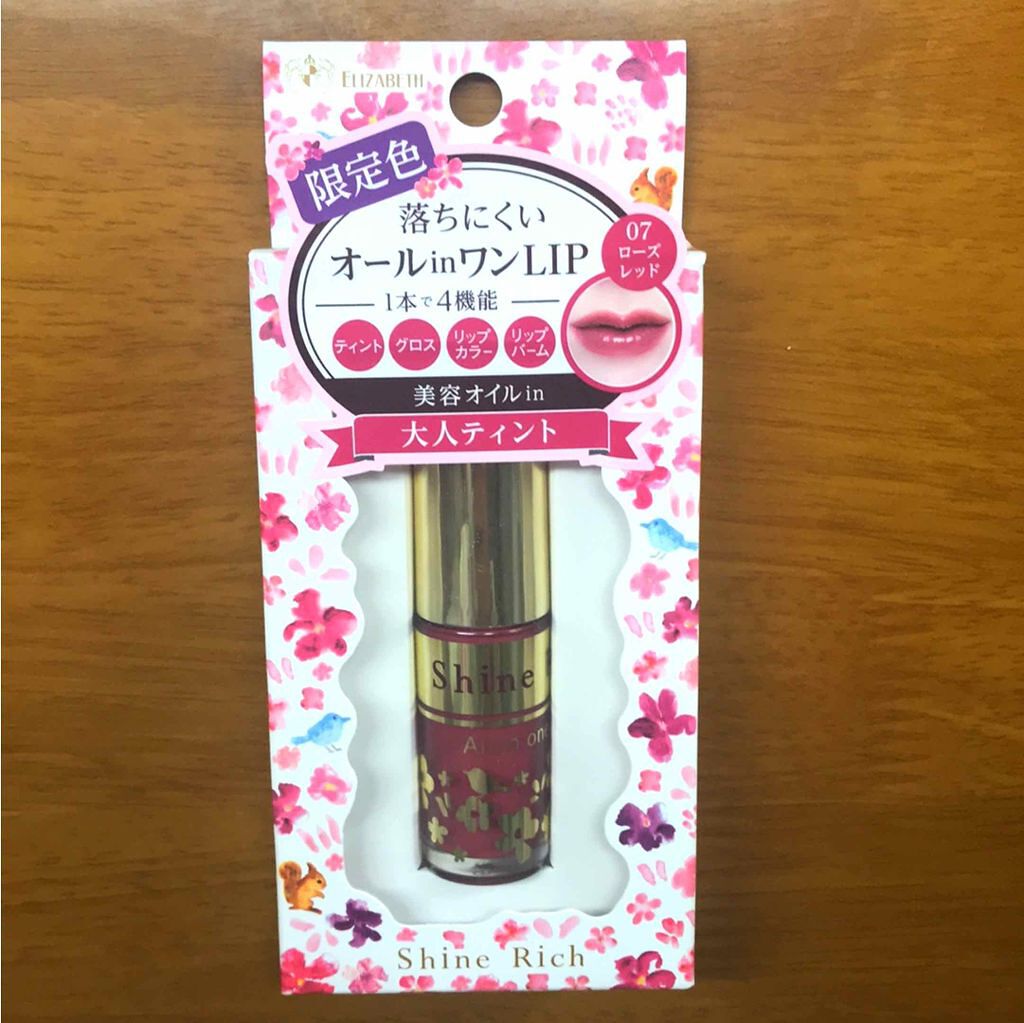 ELIZABETH
限定色
落ちにくい
オールinワンLIP
1本で4機能
ティント
グロス
リップ
カラー
リップ
バーム
07
ローズ
レッド
美容オイルin
大人ティント
Shine
Shine Rich